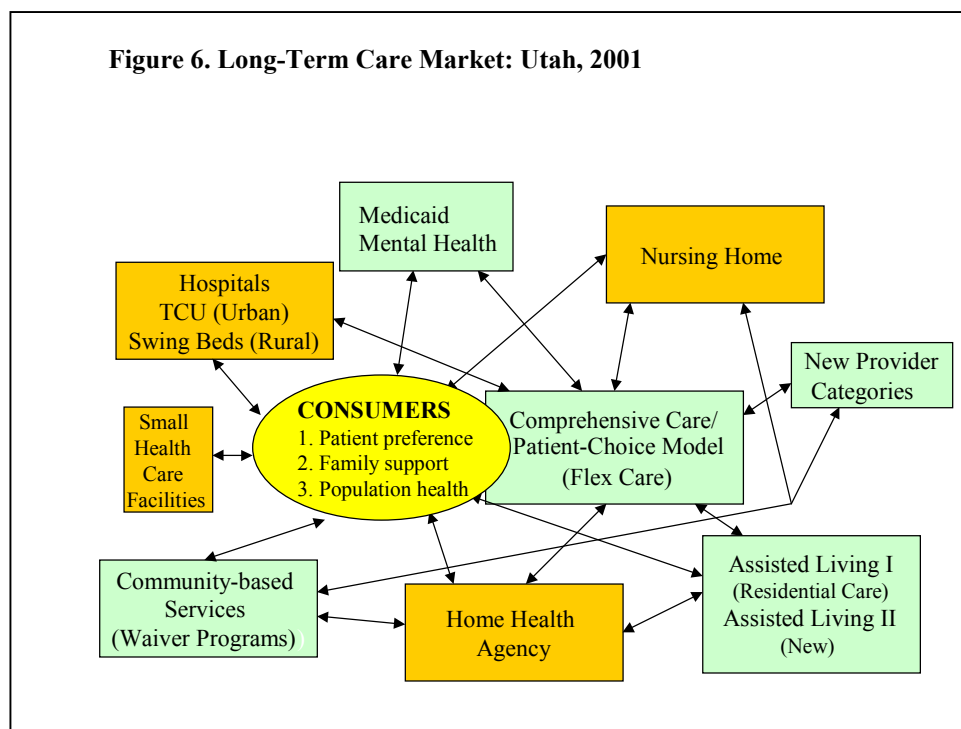 Figure 6. Long-Term Care Market: Utah, 2001
Medicaid
Mental Health
Nursing Home
Hospitals
TCU (Urban)
Swing Beds (Rural)
New Provider
Categories
CONSUMERS
1. Patient preference
2. Family support
3. Population health
Comprehensive Care/
Patient-Choice Model
(Flex Care)
Small
Health
Care
Facilities
Community-based
Services
(Waiver Programs)
Home Health
Agency
Assisted Living I
(Residential Care)
Assisted Living II
(New)